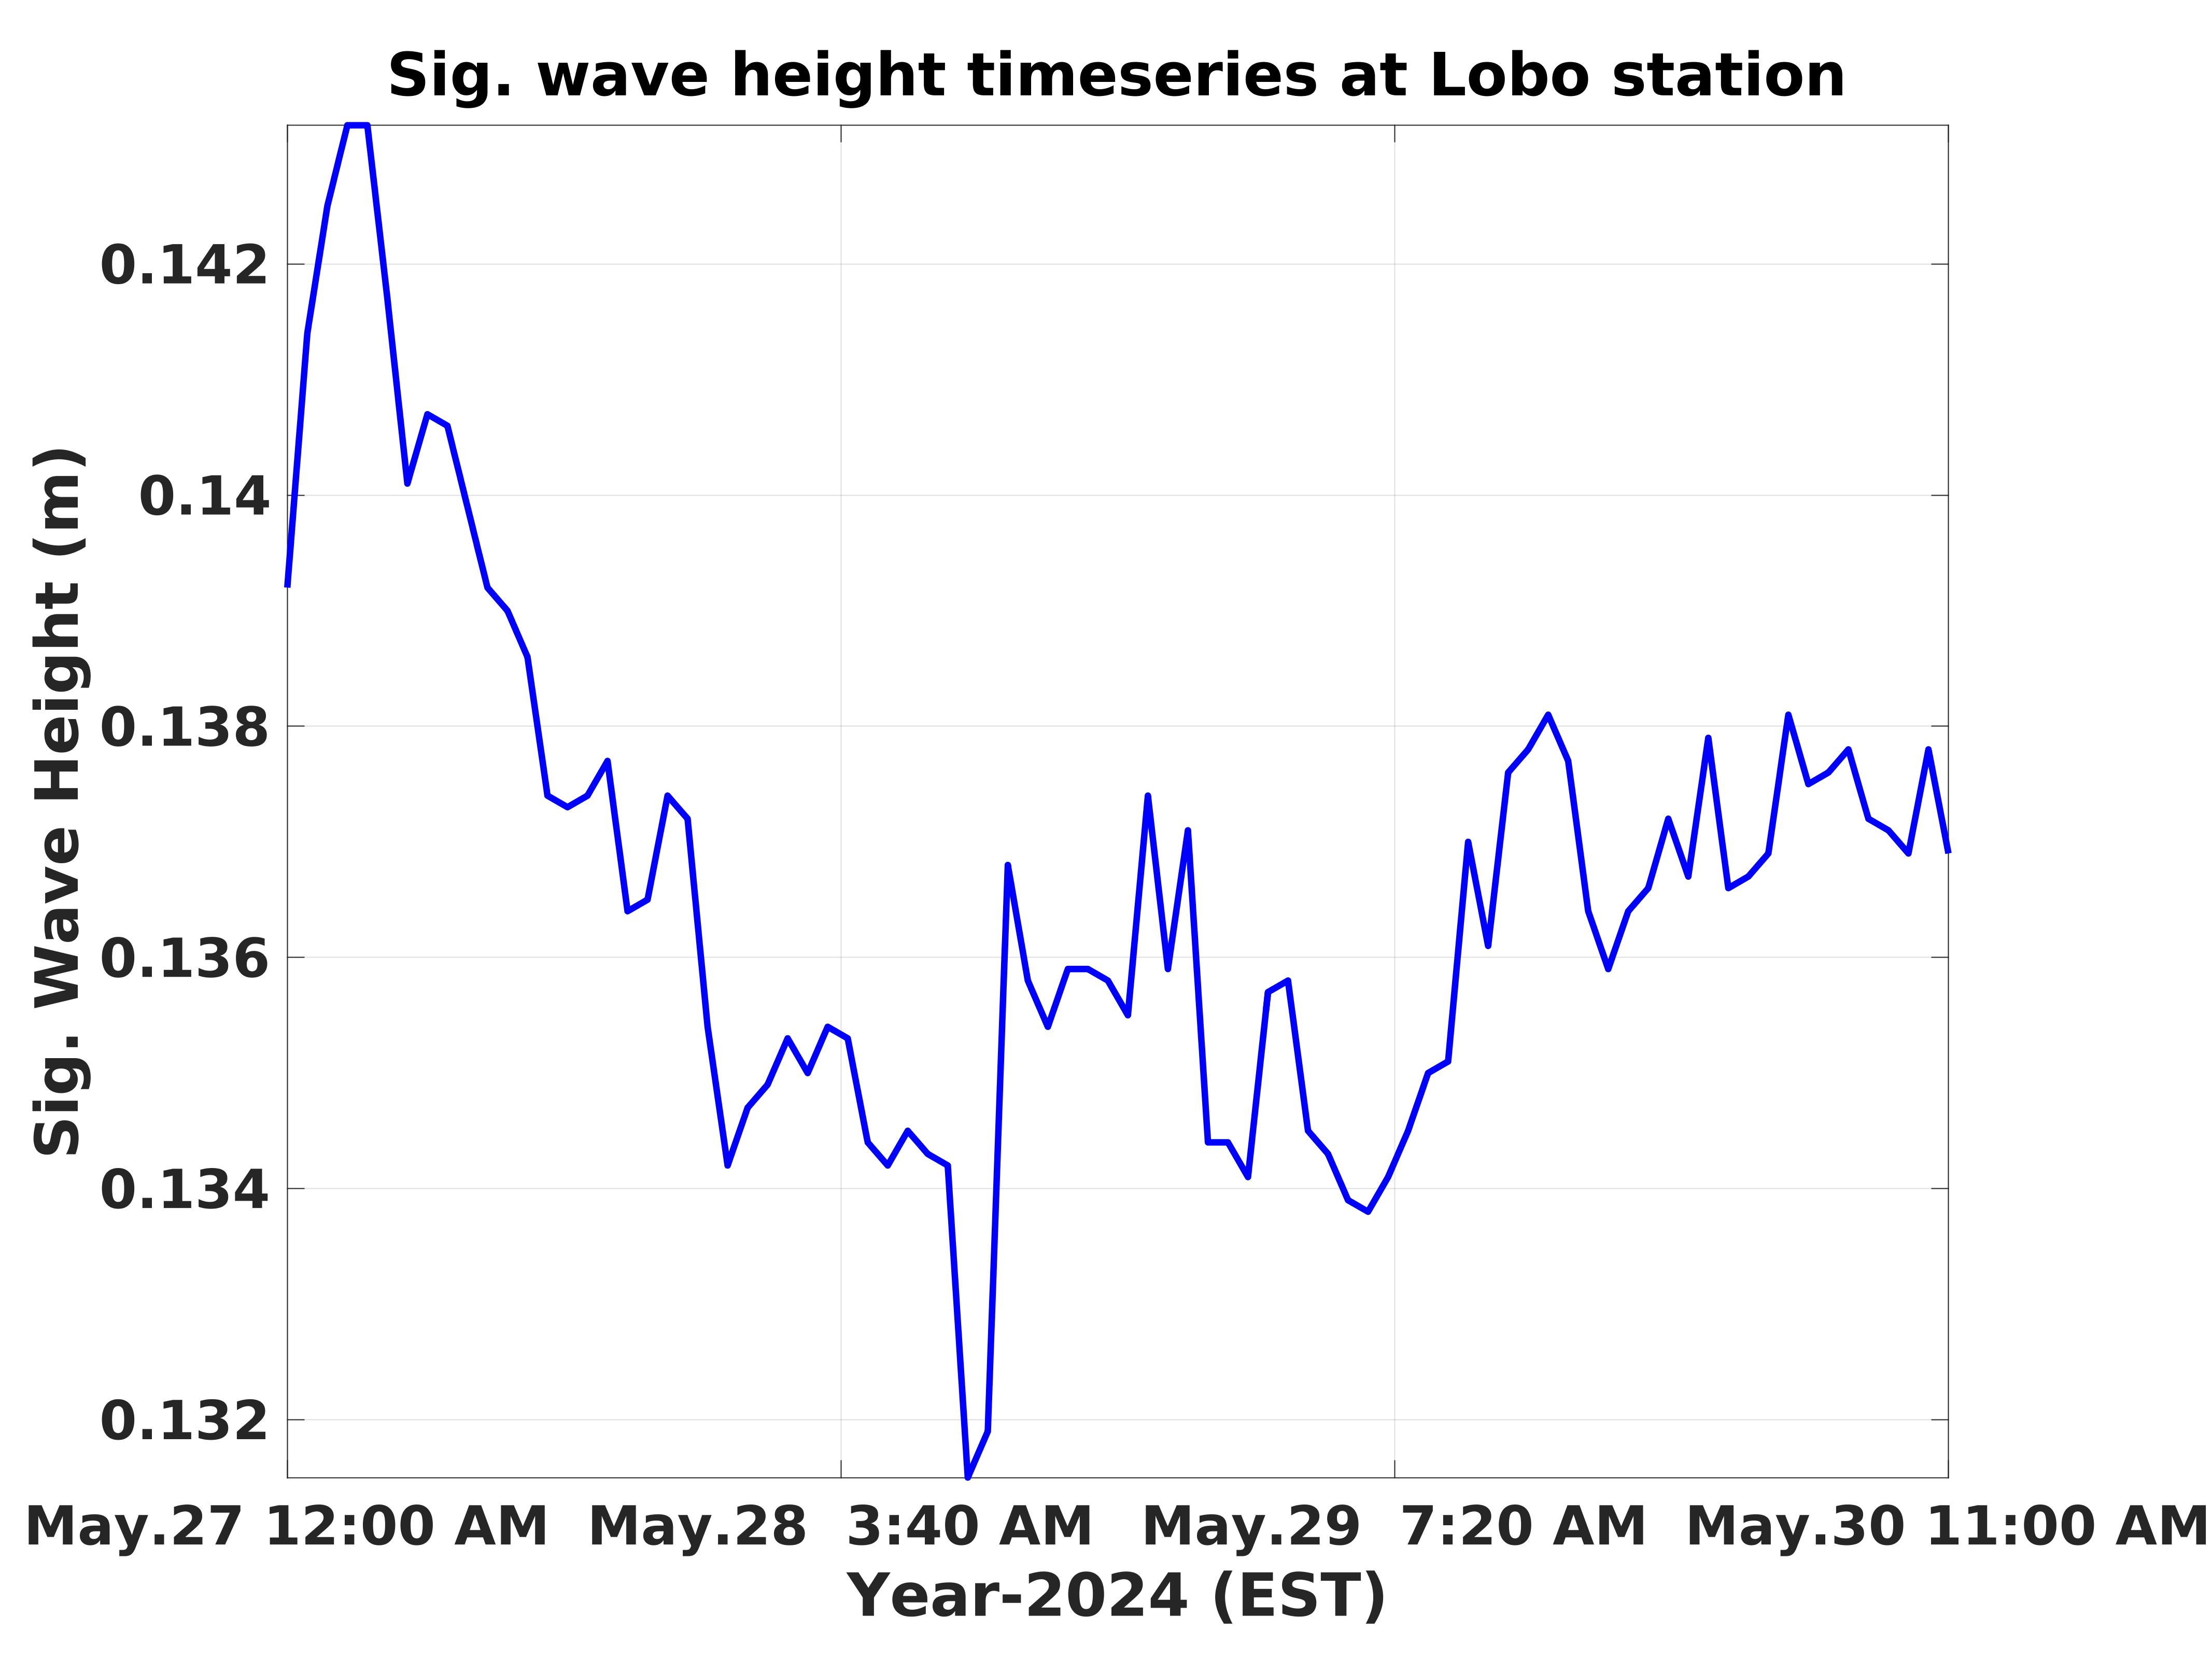 Sig. wave height timeseries at Lobo station
Sig. Wave Height (m)
0.142
0.14
0.138
0.136
0.134
0.132
May.27 12:00 AM May.28 3:40 AM May.29 7:20 AM May.30 11:00 AM
Year-2024 (EST)